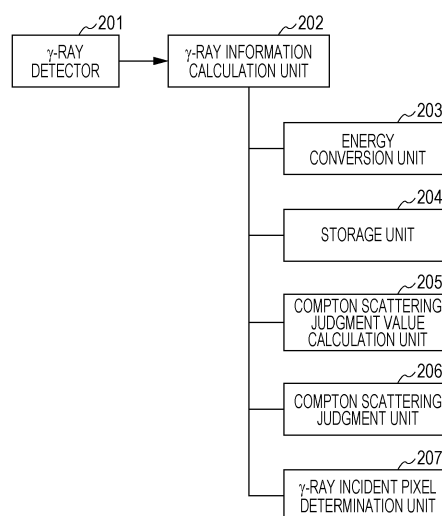 201
γ-RAY
DETECTOR
202
γ-RAY INFORMATION
CALCULATION UNIT
203
ENERGY
CONVERSION UNIT
204
STORAGE UNIT
205
COMPTON SCATTERING
JUDGMENT VALUE
CALCULATION UNIT
206
COMPTON SCATTERING
JUDGMENT UNIT
207
γ-RAY INCIDENT PIXEL
DETERMINATION UNIT